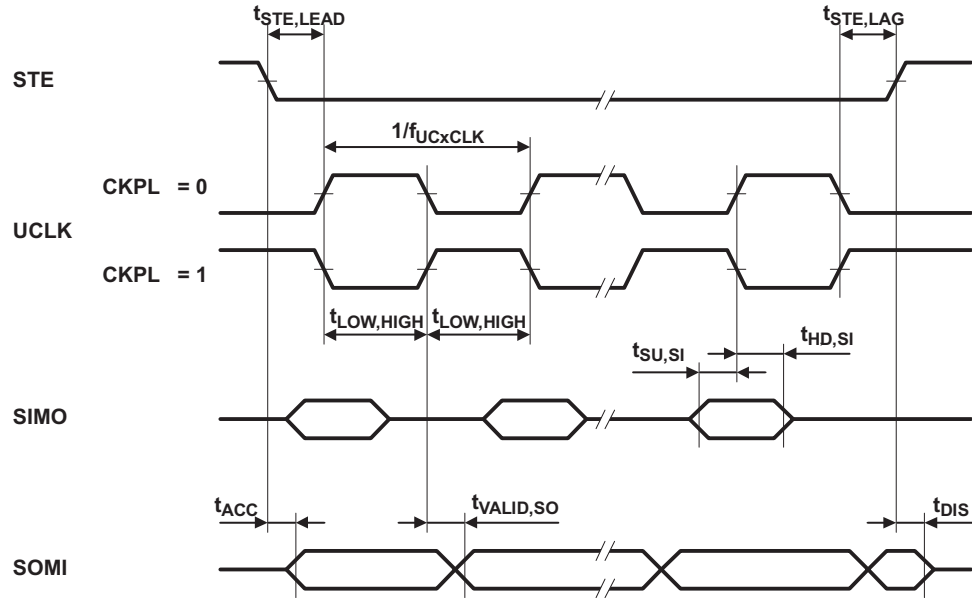 tSTE,LEAD
tSTE,LAG
STE
1/fUCxCLK
CKPL = 0
UCLK
CKPL = 1
tLOW,HIGH tLOW,HIGH
tHD,SI
tSU,SI
SIMO
tACC
tVALID,SO
tDIS
SOMI